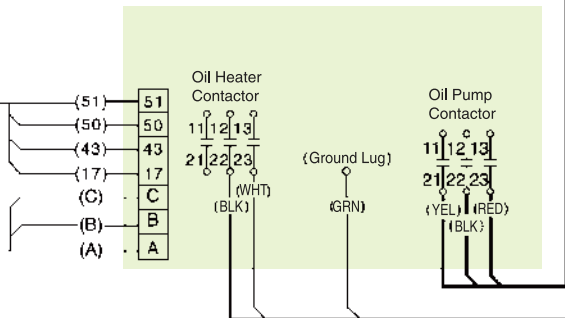 Oil Heater
Contactor
Oil Pump
Contactor
(51) 51
(50) 50
(43) 43
(17) 17
(C) C
(B) B
(A) A
11 12 13
21 22 23
(WHT)
(BLK)
(Ground Lug)
(GRN)
11 12 13
21 22 23
(YEL) (RED)
(BLK)